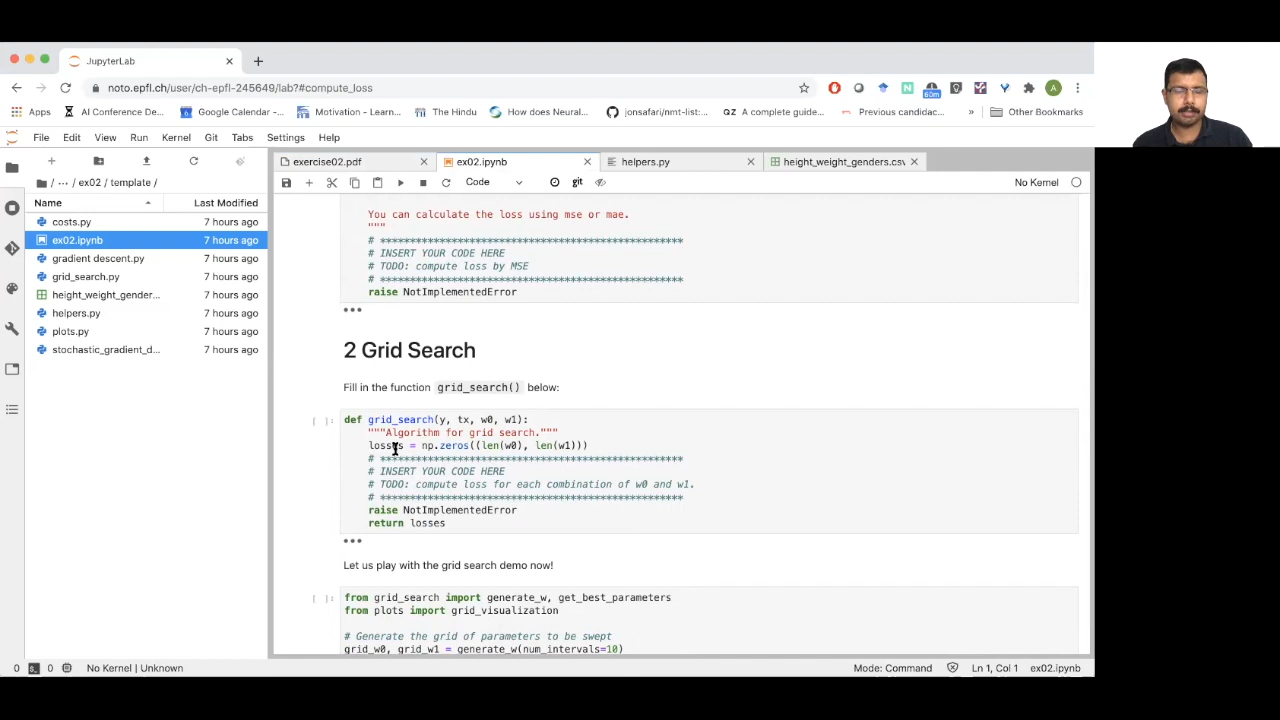 JupyterLab
noto.epfl.ch/user/ch-epfl-245649/lab?#compute_loss
60m
A
Apps
AI Conference De...
Google Calendar -...
Motivation - Learn...
The Hindu
How does Neural...
jonsafari/nmt-list:...
QZ A complete guide...
Previous candidac...
»
Other Bookmarks
File Edit View Run Kernel Git Tabs Settings Help
exercise02.pdf
ex02.ipynb
helpers.py
height_weight_genders.csv
/ ... ex02 / template /
Code
git
No Kernel
Name Last Modified
costs.py 7 hours ago
ex02.ipynb 7 hours ago
gradient descent.py 7 hours ago
grid_search.py 7 hours ago
height_weight_gender... 7 hours ago
helpers.py 7 hours ago
plots.py 7 hours ago
stochastic_gradient_d... 7 hours ago
You can calculate the loss using mse or mae.
"""
# ***************************************************
# INSERT YOUR CODE HERE
# TODO: compute loss by MSE
# ***************************************************
raise NotImplementedError
2 Grid Search
Fill in the function grid_search() below:
[ ]: def grid_search(y, tx, w0, w1):
"""Algorithm for grid search."""
losses = np.zeros((len(w0), len(w1)))
# ***************************************************
# INSERT YOUR CODE HERE
# TODO: compute loss for each combination of w0 and w1.
# ***************************************************
raise NotImplementedError
return losses
Let us play with the grid search demo now!
[ ]: from grid_search import generate_w, get_best_parameters
from plots import grid_visualization
# Generate the grid of parameters to be swept
grid_w0, grid_w1 = generate_w(num_intervals=10)
0 0 No Kernel | Unknown
Mode: Command Ln 1, Col 1 ex02.ipynb